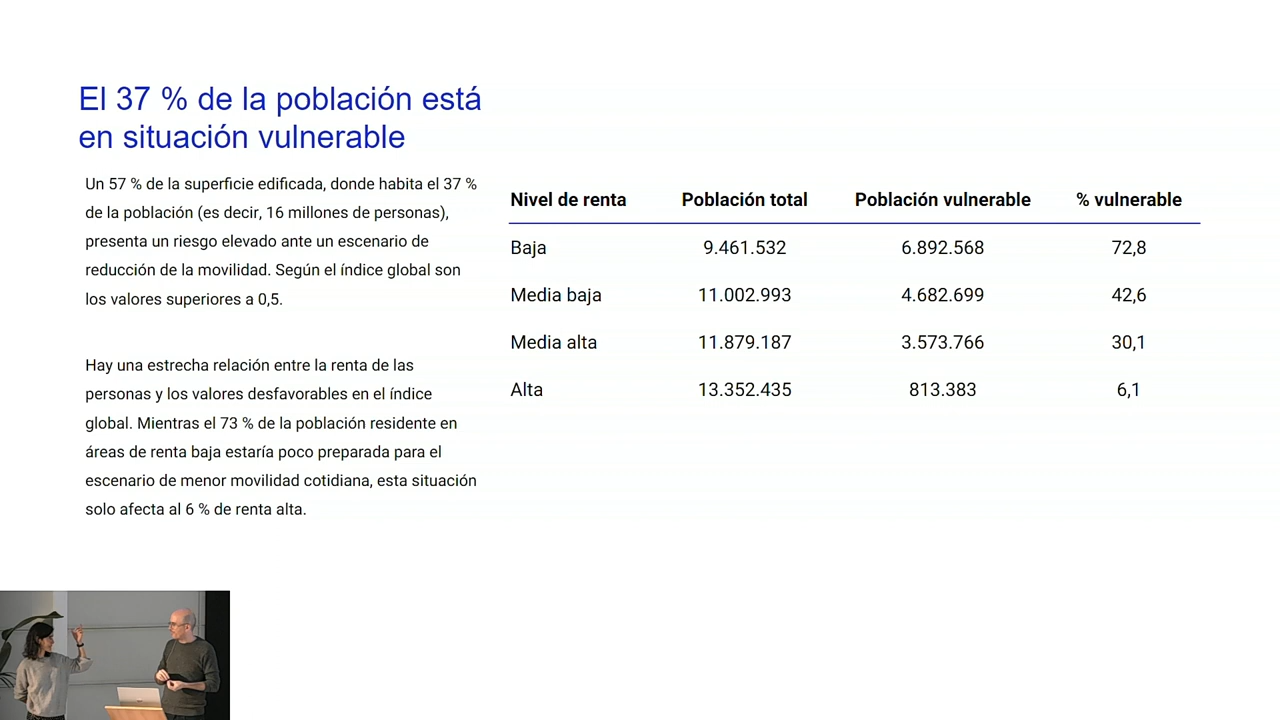 El 37 % de la población está
en situación vulnerable
Un 57 % de la superficie edificada, donde habita el 37 %
de la población (es decir, 16 millones de personas),
presenta un riesgo elevado ante un escenario de
reducción de la movilidad. Según el índice global son
los valores superiores a 0,5.
Hay una estrecha relación entre la renta de las
personas y los valores desfavorables en el índice
global. Mientras el 73 % de la población residente en
áreas de renta baja estaría poco preparada para el
escenario de menor movilidad cotidiana, esta situación
solo afecta al 6 % de renta alta.
Nivel de renta Población total Población vulnerable % vulnerable
Baja 9.461.532 6.892.568 72,8
Media baja 11.002.993 4.682.699 42,6
Media alta 11.879.187 3.573.766 30,1
Alta 13.352.435 813.383 6,1